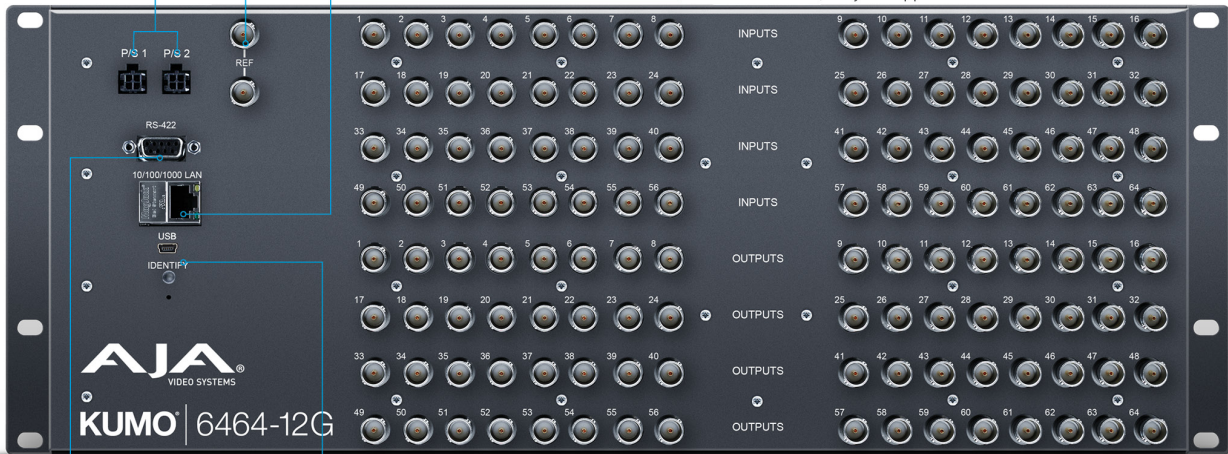 P/S 1 P/S 2
REF
RS-422
10/100/1000 LAN
USB
IDENTIFY
AJA®
VIDEO SYSTEMS
KUMO® 6464-12G
1 2 3 4 5 6 7 8 INPUTS 9 10 11 12 13 14 15 16
17 18 19 20 21 22 23 24 INPUTS 25 26 27 28 29 30 31 32
33 34 35 36 37 38 39 40 INPUTS 41 42 43 44 45 46 47 48
49 50 51 52 53 54 55 56 INPUTS 57 58 59 60 61 62 63 64
1 2 3 4 5 6 7 8 OUTPUTS 9 10 11 12 13 14 15 16
17 18 19 20 21 22 23 24 OUTPUTS 25 26 27 28 29 30 31 32
33 34 35 36 37 38 39 40 OUTPUTS 41 42 43 44 45 46 47 48
49 50 51 52 53 54 55 56 OUTPUTS 57 58 59 60 61 62 63 64